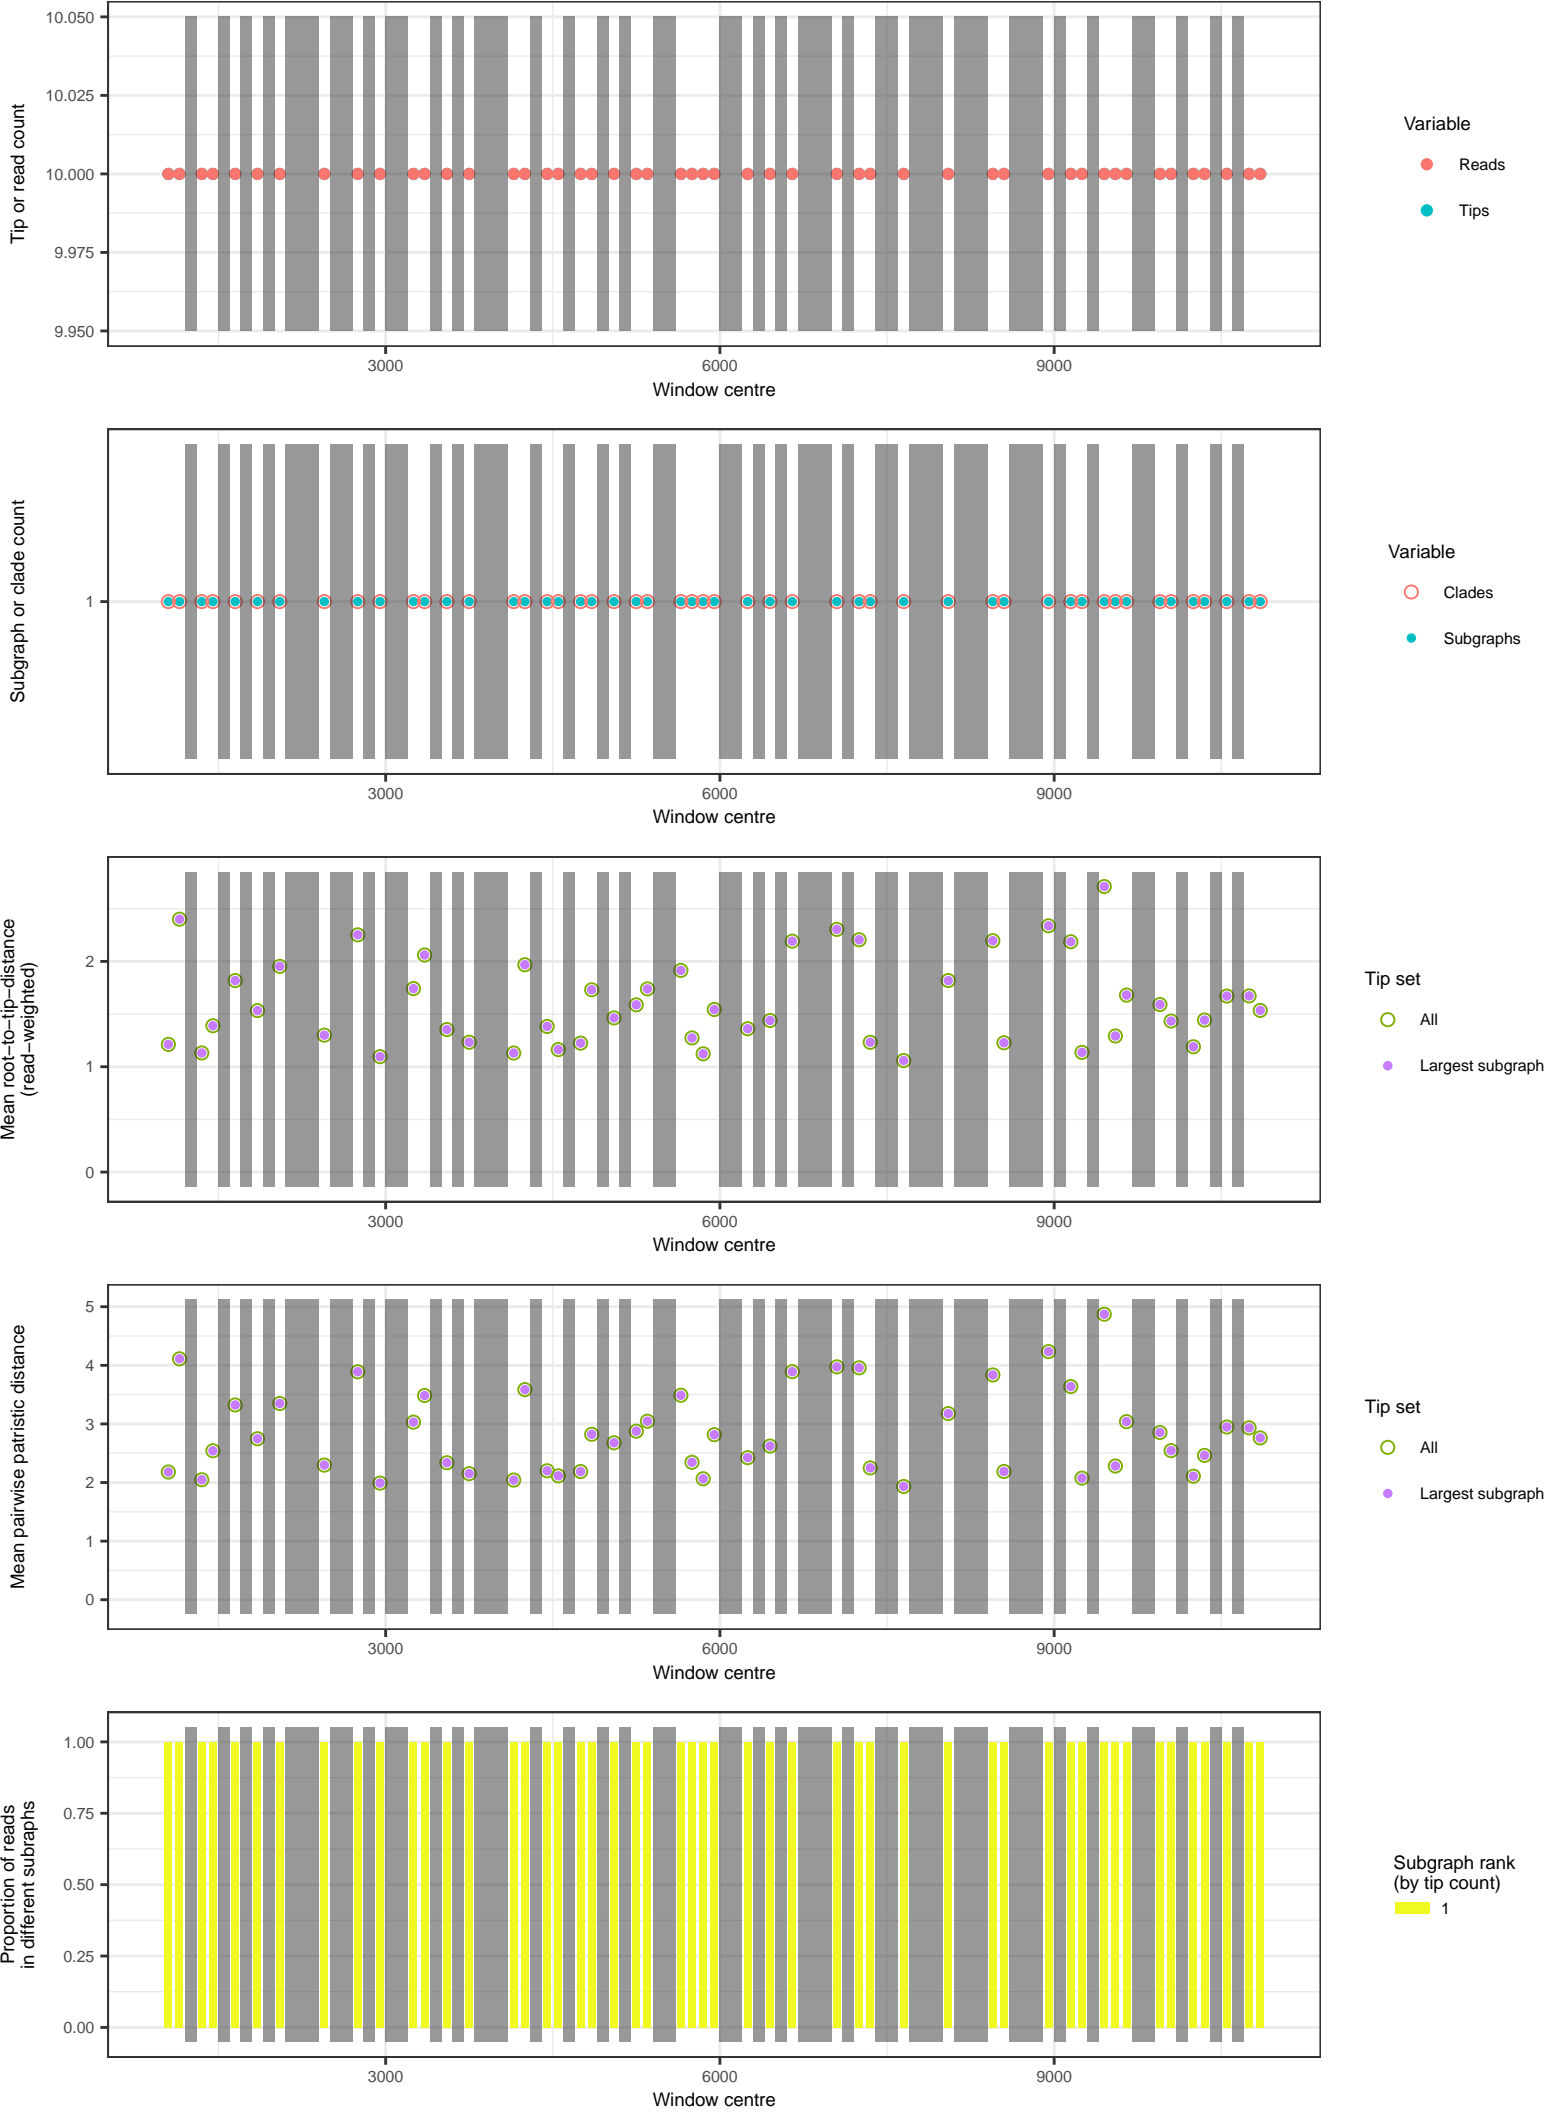 10.050
10.025
10.000
9.975
9.950
Tip or read count
3000
6000
9000
Window centre
Variable
Reads
Tips
1
Subgraph or clade count
3000
6000
9000
Window centre
Variable
Clades
Subgraphs
2
1
0
Mean root−to−tip−distance
(read−weighted)
3000
6000
9000
Window centre
Tip set
All
Largest subgraph
5
4
3
2
1
0
Mean pairwise patristic distance
3000
6000
9000
Window centre
Tip set
All
Largest subgraph
1.00
0.75
0.50
0.25
0.00
Proportion of reads
in different subraphs
3000
6000
9000
Window centre
Subgraph rank
(by tip count)
1